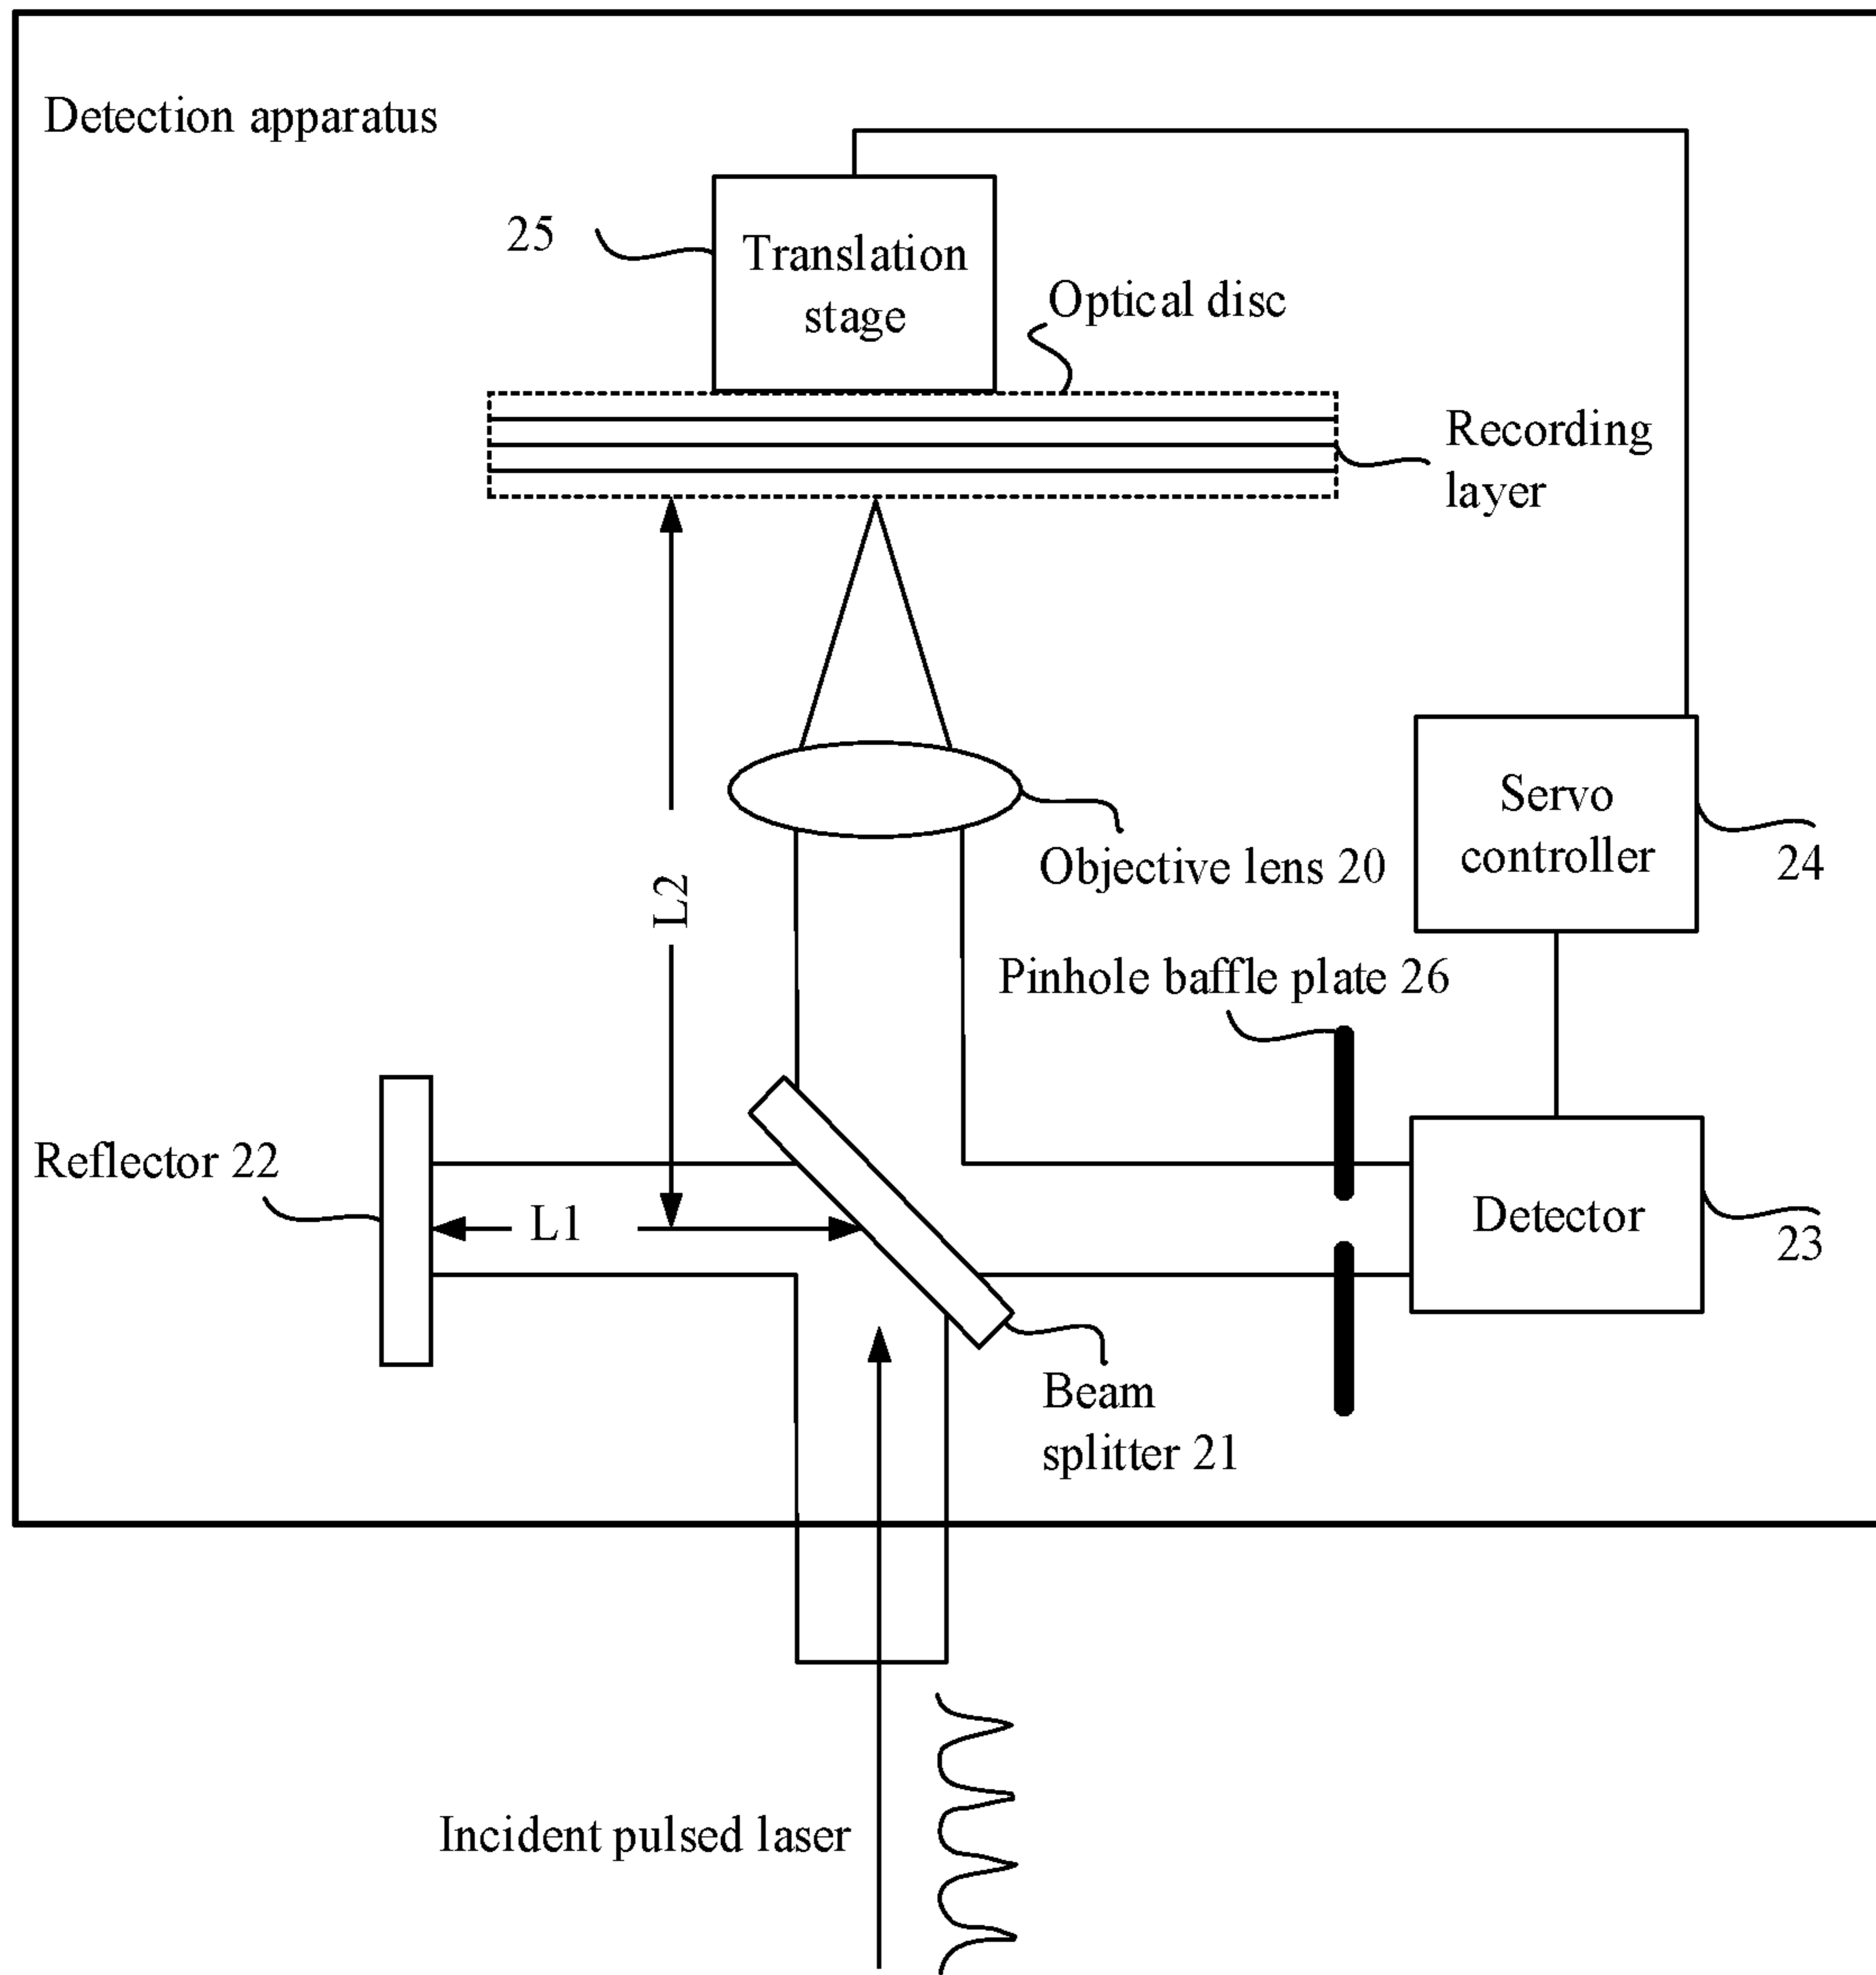 Detection apparatus
25
Translation
stage
Optical disc
Recording
layer
L2
Objective lens 20
Servo
controller
24
Pinhole baffle plate 26
Reflector 22
L1
Detector
23
Beam
splitter 21
Incident pulsed laser